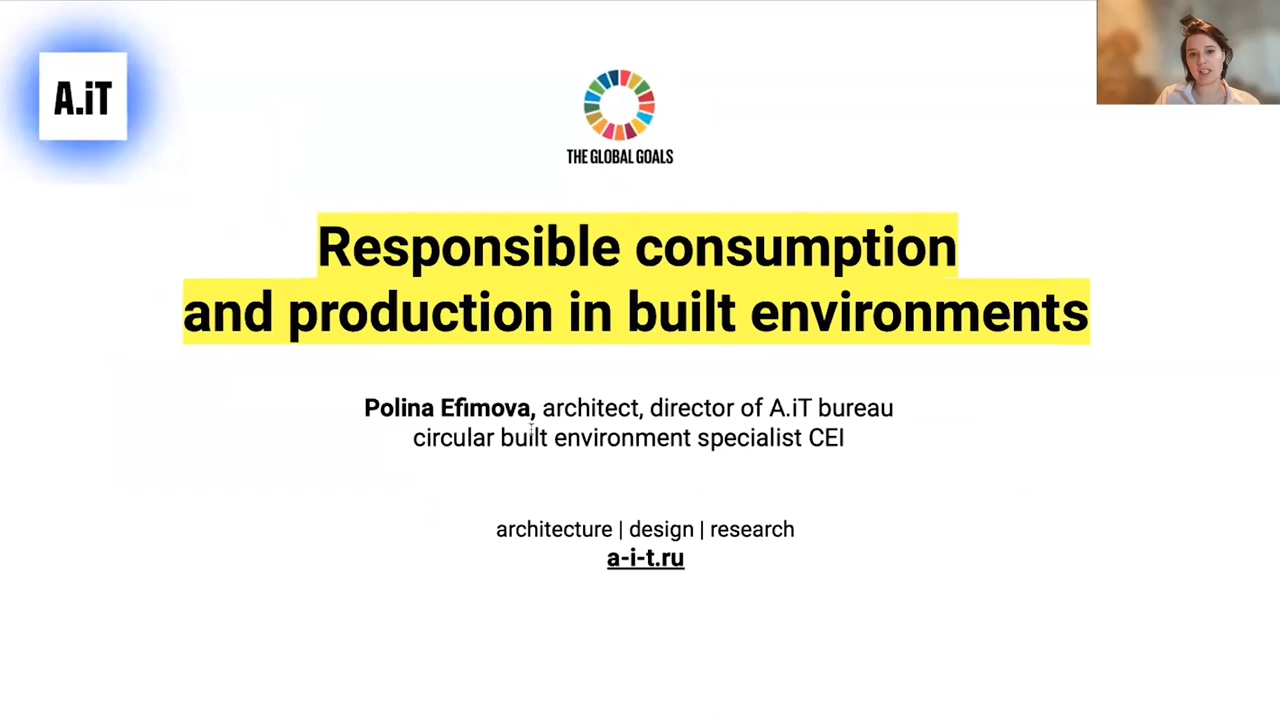 A.iT
THE GLOBAL GOALS
Responsible consumption
and production in built environments
Polina Efimova, architect, director of A.iT bureau
circular built environment specialist CEI
architecture | design | research
a-i-t.ru